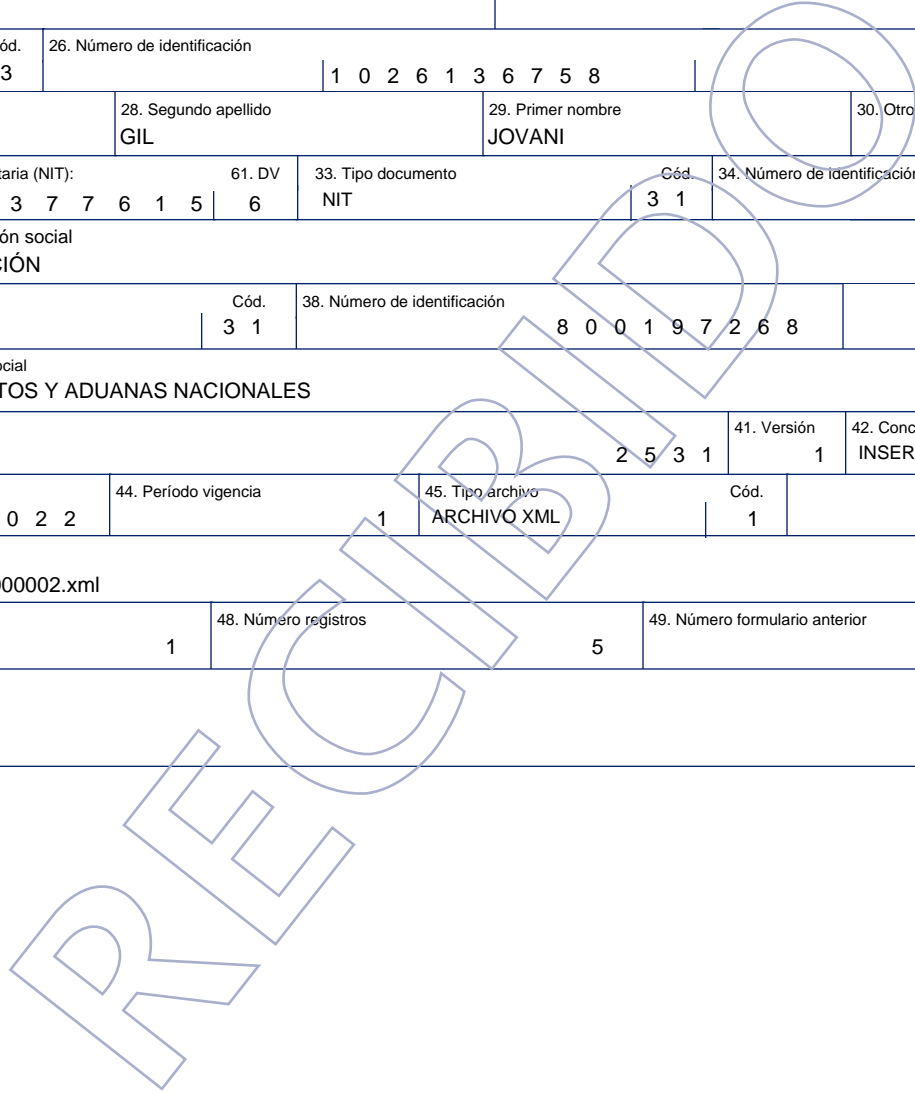 ód. 26. Número de identificación
3 1 0 2 6 1 3 6 7 5 8
28. Segundo apellido 29. Primer nombre 30. Otro
GIL JOVANI
taria (NIT): 61. DV 33. Tipo documento Cód. 34. Número de identificación
3 7 7 6 1 5 6 NIT 3 1
ón social
CIÓN
Cód. 38. Número de identificación
3 1 8 0 0 1 9 7 2 6 8
ocial
TOS Y ADUANAS NACIONALES
41. Versión 42. Conc
2 5 3 1 1 INSER
44. Período vigencia 45. Tipo archivo Cód.
0 2 2 1 ARCHIVO XML 1
000002.xml
48. Número registros 49. Número formulario anterior
1 5
RECIBIDO